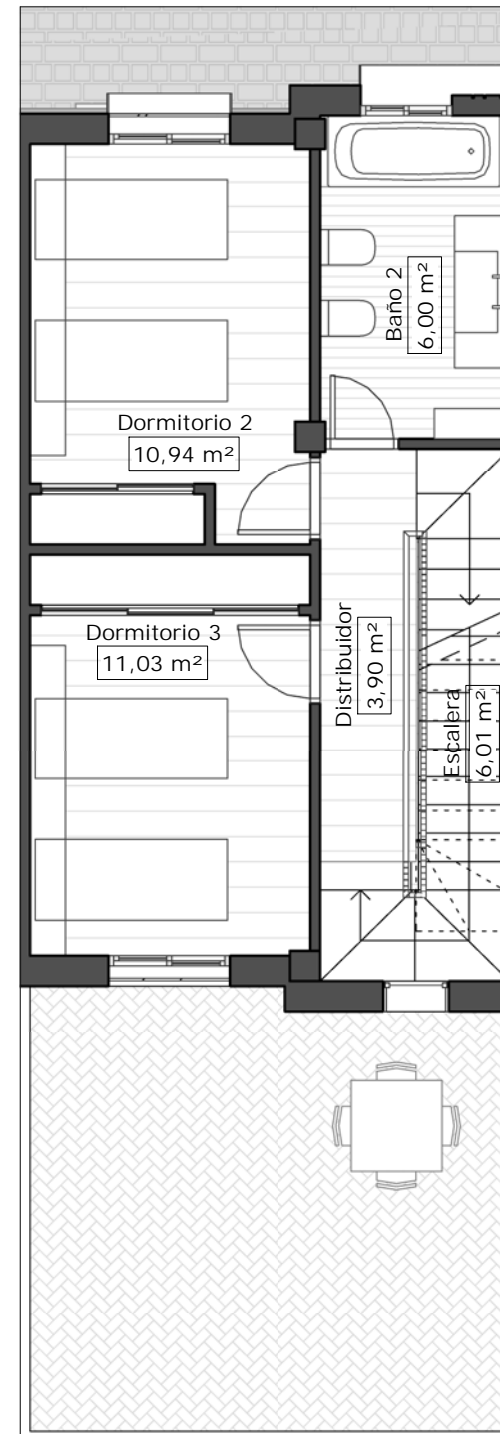 Baño 2
6,00 m²
Dormitorio 2
10,94 m²
Dormitorio 3
11,03 m²
Distribuidor
3,90 m²
Escalera
6,01 m²